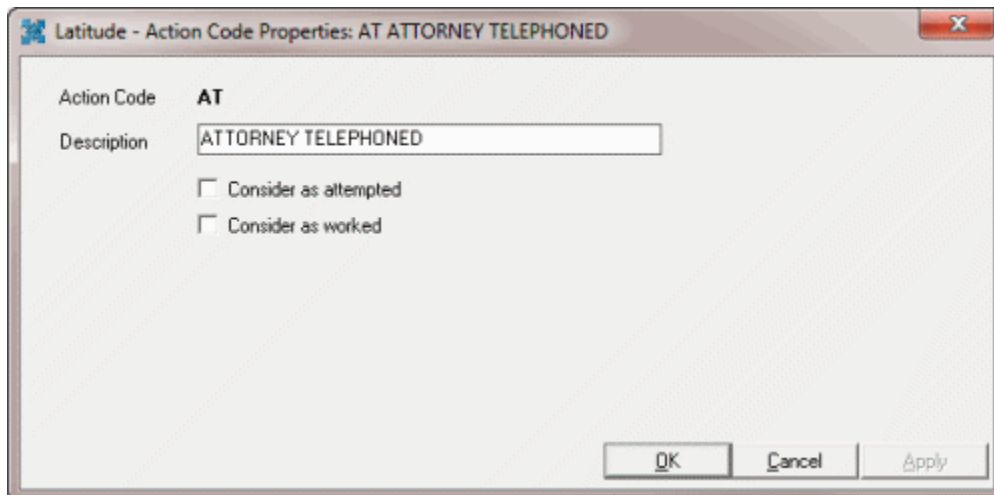 Latitude - Action Code Properties: AT ATTORNEY TELEPHONED
Action Code AT
Description ATTORNEY TELEPHONED
Consider as attempted
Consider as worked
OK Cancel Apply